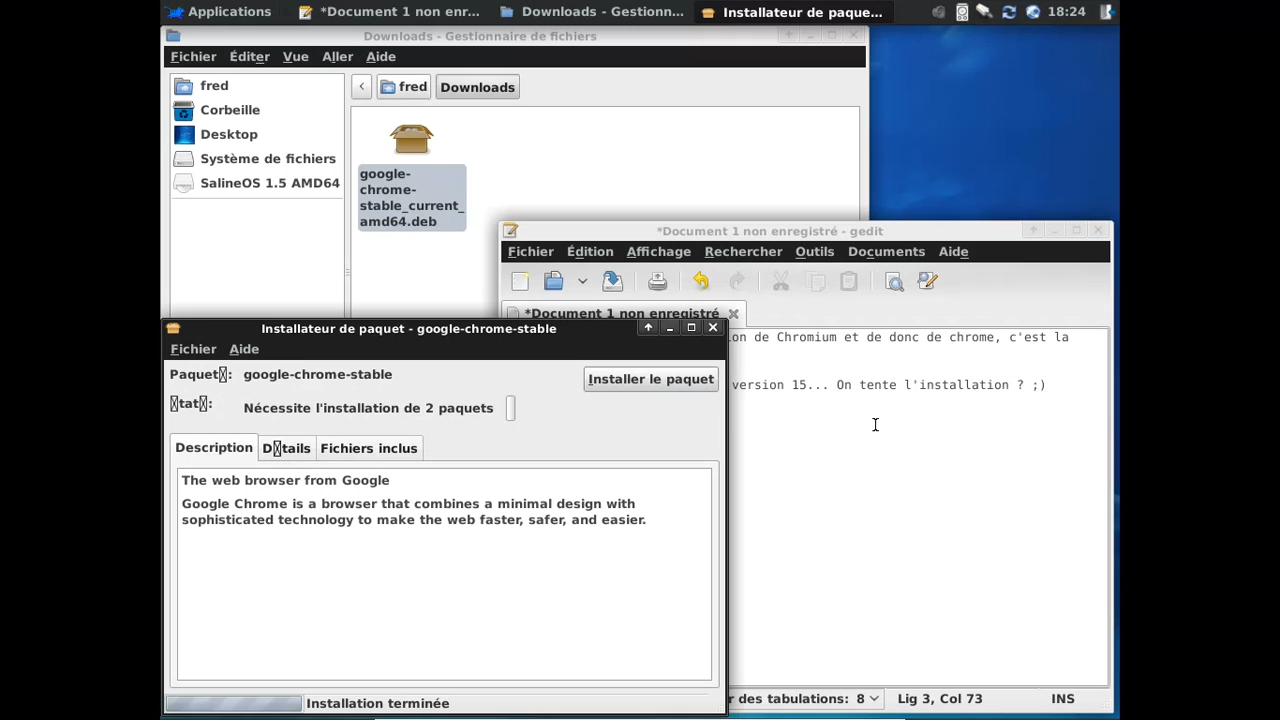 Applications
*Document 1 non enr...
Downloads - Gestionn...
Installateur de paque...
18:24
Downloads - Gestionnaire de fichiers
Fichier Éditer Vue Aller Aide
fred
Corbeille
Desktop
Système de fichiers
SalineOS 1.5 AMD64
fred
Downloads
google-
chrome-
stable_current_
amd64.deb
*Document 1 non enregistré - gedit
Fichier Édition Affichage Rechercher Outils Documents Aide
*Document 1 non enregistré
ion de Chromium et de donc de chrome, c'est la
version 15... On tente l'installation ? ;)
r des tabulations: 8
Lig 3, Col 73
INS
Installateur de paquet - google-chrome-stable
Fichier Aide
Paquet: google-chrome-stable
Installer le paquet
tat: Nécessite l'installation de 2 paquets
Description
Dtails
Fichiers inclus
The web browser from Google
Google Chrome is a browser that combines a minimal design with
sophisticated technology to make the web faster, safer, and easier.
Installation terminée